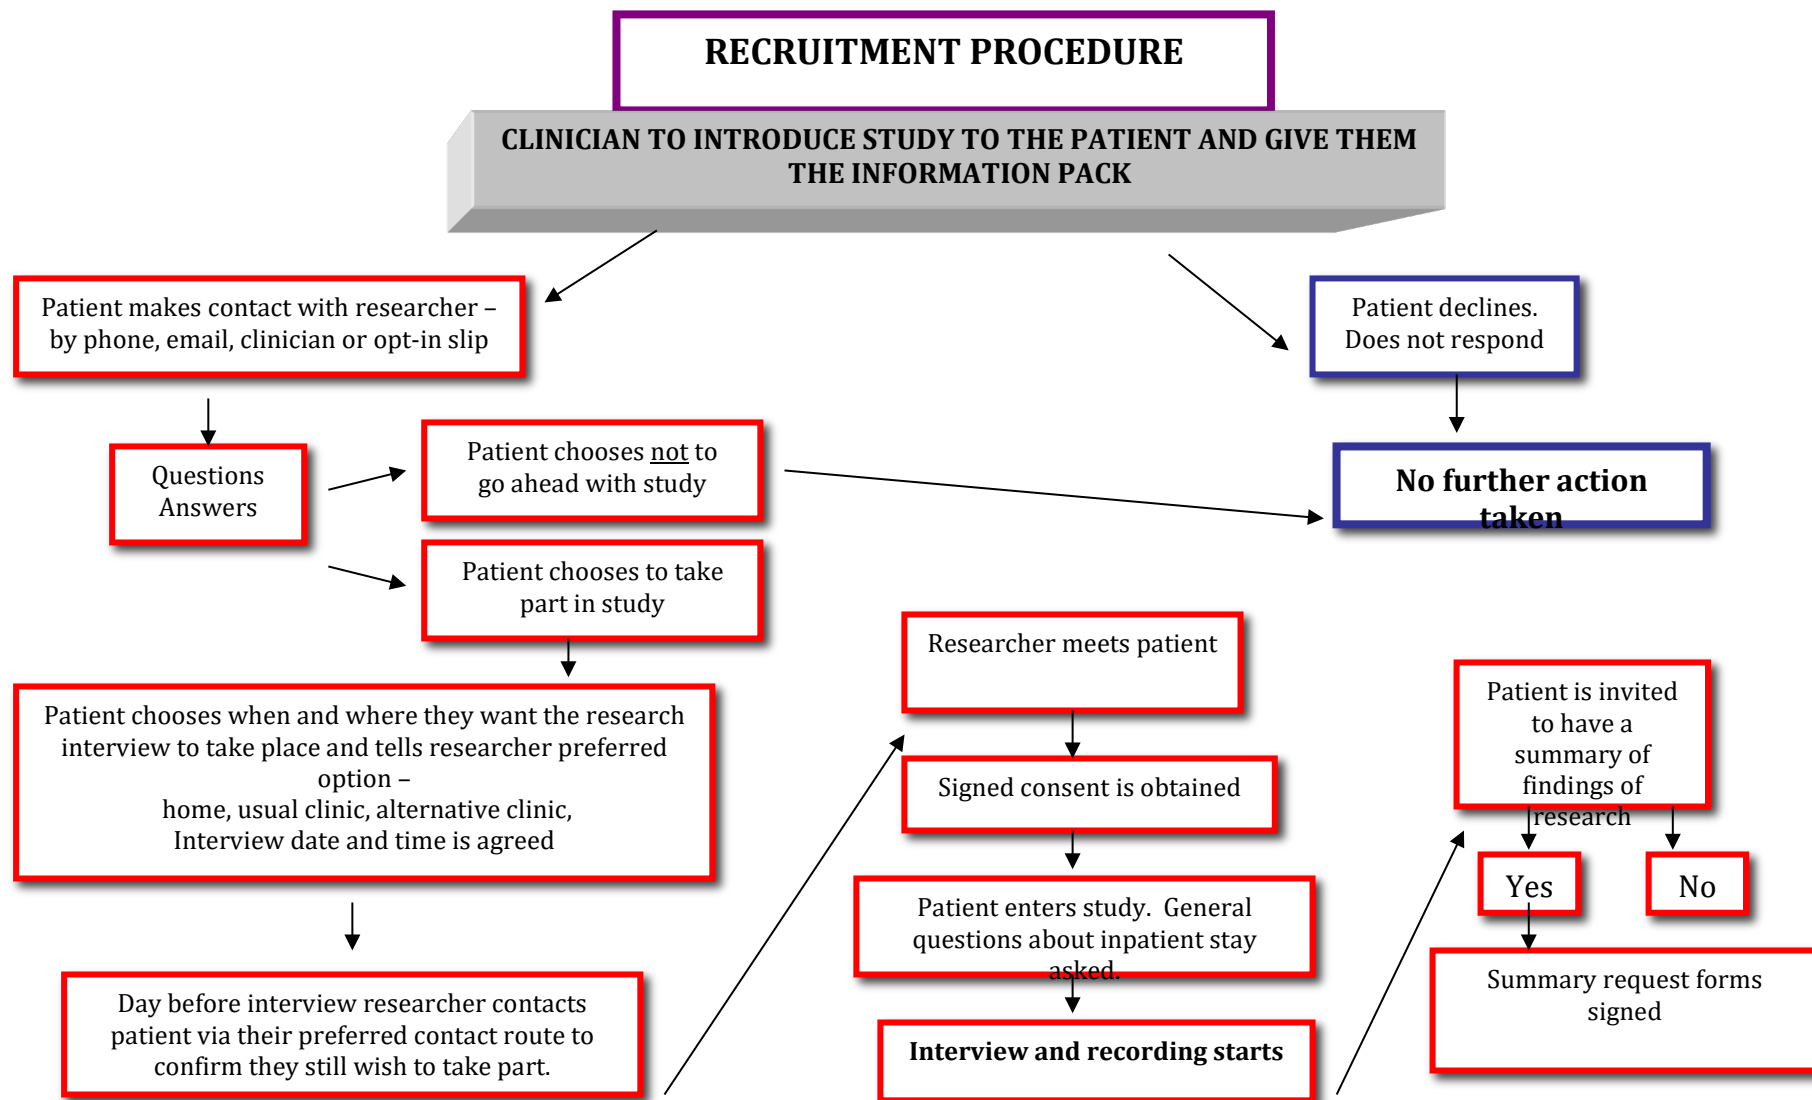 RECRUITMENT PROCEDURE
CLINICIAN TO INTRODUCE STUDY TO THE PATIENT AND GIVE THEM
THE INFORMATION PACK
Patient makes contact with researcher –
by phone, email, clinician or opt-in slip
Patient declines.
Does not respond
Questions
Answers
Patient chooses not to
go ahead with study
No further action
taken
Patient chooses to take
part in study
Patient chooses when and where they want the research
interview to take place and tells researcher preferred
option –
home, usual clinic, alternative clinic,
Interview date and time is agreed
Day before interview researcher contacts
patient via their preferred contact route to
confirm they still wish to take part.
Researcher meets patient
Signed consent is obtained
Patient enters study.  General
questions about inpatient stay
asked.
Interview and recording starts
Patient is invited
to have a
summary of
findings of
research
Yes
No
Summary request forms
signed